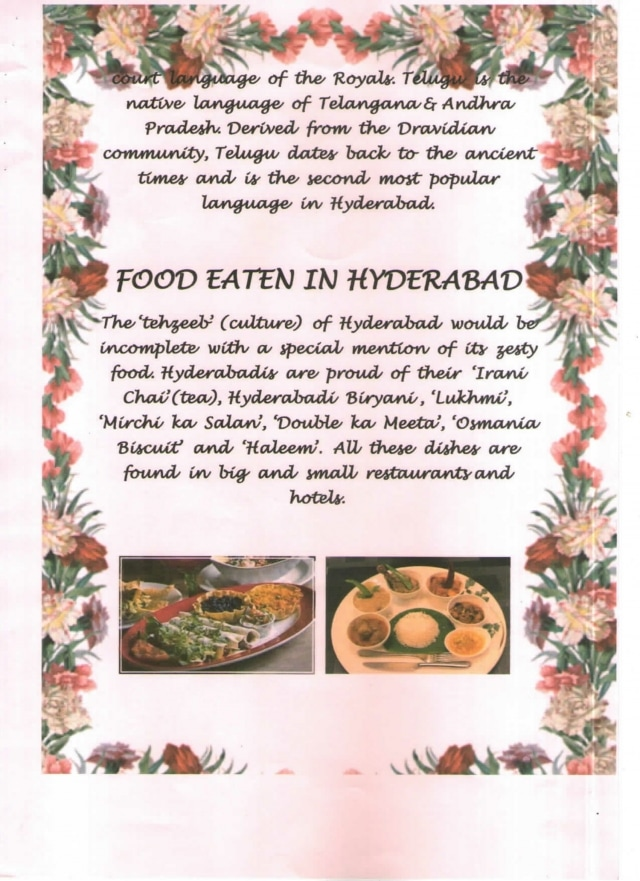 court language of the Royals. Telugu is the
native language of Telangana & Andhra
Pradesh. Derived from the Dravidian
community, Telugu dates back to the ancient
times and is the second most popular
language in Hyderabad.
FOOD EATEN IN HYDERABAD
The 'tehzeeb' (culture) of Hyderabad would be
incomplete with a special mention of its zesty
food. Hyderabadis are proud of their 'Irani
Chai'(tea), Hyderabadi Biryani, 'Lukhmi',
'Mirchi ka Salan', 'Double ka Meeta', 'Osmania
Biscuit' and 'Haleem'. All these dishes are
found in big and small restaurants and
hotels.